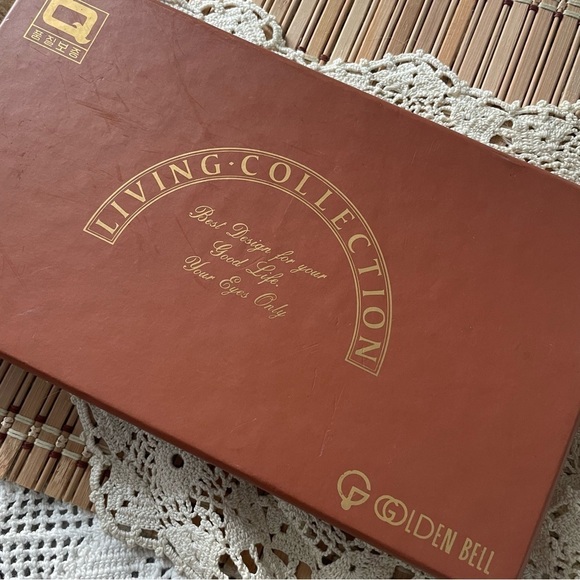 Q
품질보증
LIVING·COLLECTION
Best Design for your
Good Life,
Your Eyes Only
GOLDEN BELL